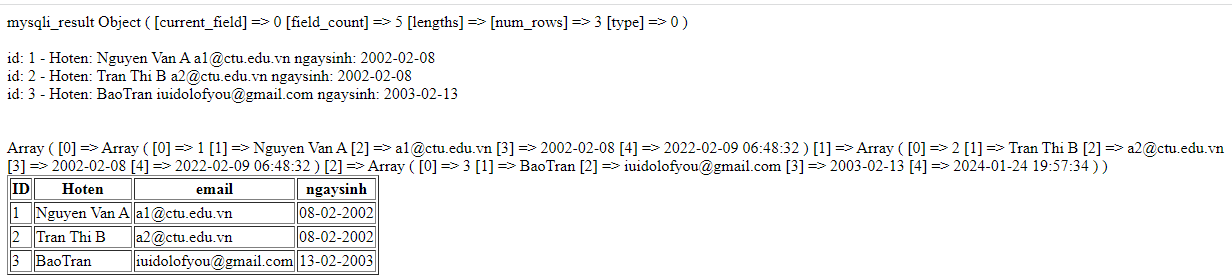 mysqli_result Object ( [current_field] => 0 [field_count] => 5 [lengths] => [num_rows] => 3 [type] => 0 )
id: 1 - Hoten: Nguyen Van A a1@ctu.edu.vn ngaysinh: 2002-02-08
id: 2 - Hoten: Tran Thi B a2@ctu.edu.vn ngaysinh: 2002-02-08
id: 3 - Hoten: BaoTran iuidolofyou@gmail.com ngaysinh: 2003-02-13
Array ( [0] => Array ( [0] => 1 [1] => Nguyen Van A [2] => a1@ctu.edu.vn [3] => 2002-02-08 [4] => 2022-02-09 06:48:32 ) [1] => Array ( [0] => 2 [1] => Tran Thi B [2] => a2@ctu.edu.vn
[3] => 2002-02-08 [4] => 2022-02-09 06:48:32 ) [2] => Array ( [0] => 3 [1] => BaoTran [2] => iuidolofyou@gmail.com [3] => 2003-02-13 [4] => 2024-01-24 19:57:34 ) )
ID Hoten email ngaysinh
1 Nguyen Van A a1@ctu.edu.vn 08-02-2002
2 Tran Thi B a2@ctu.edu.vn 08-02-2002
3 BaoTran iuidolofyou@gmail.com 13-02-2003